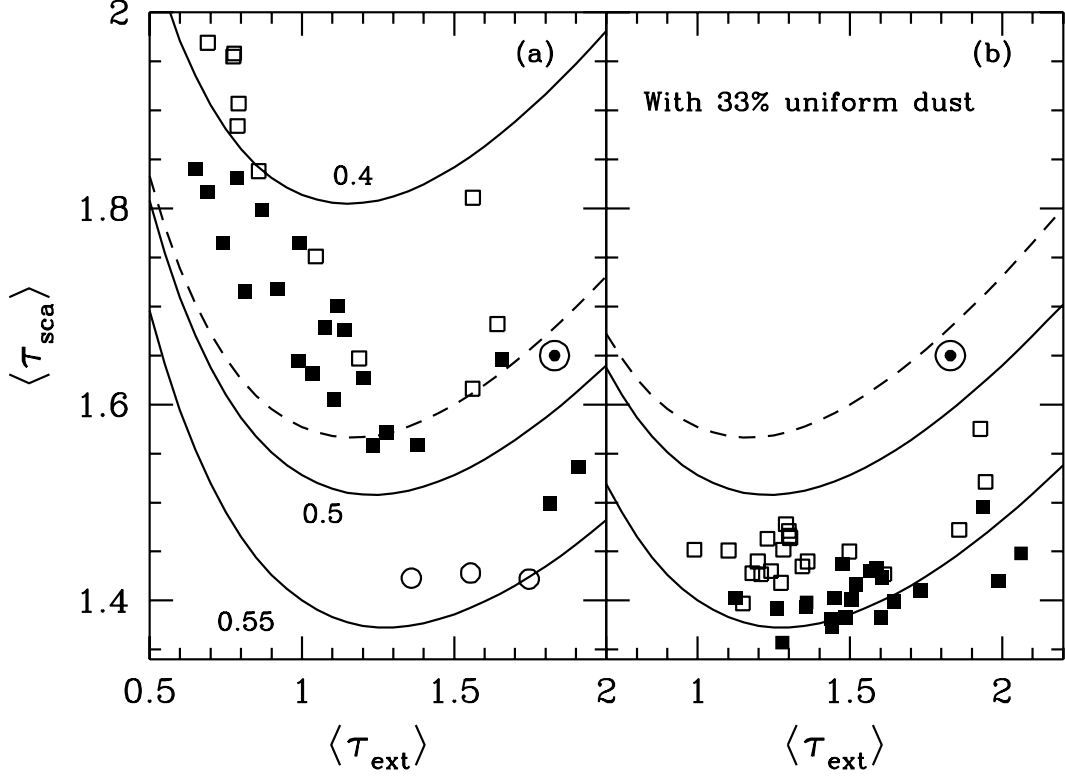 2
(a)
(b)
With 33% uniform dust
0.4
1.8
⟨τsca⟩
1.6
0.5
1.4
0.55
0.5 1 1.5 2 1 1.5 2
⟨τext⟩ ⟨τext⟩